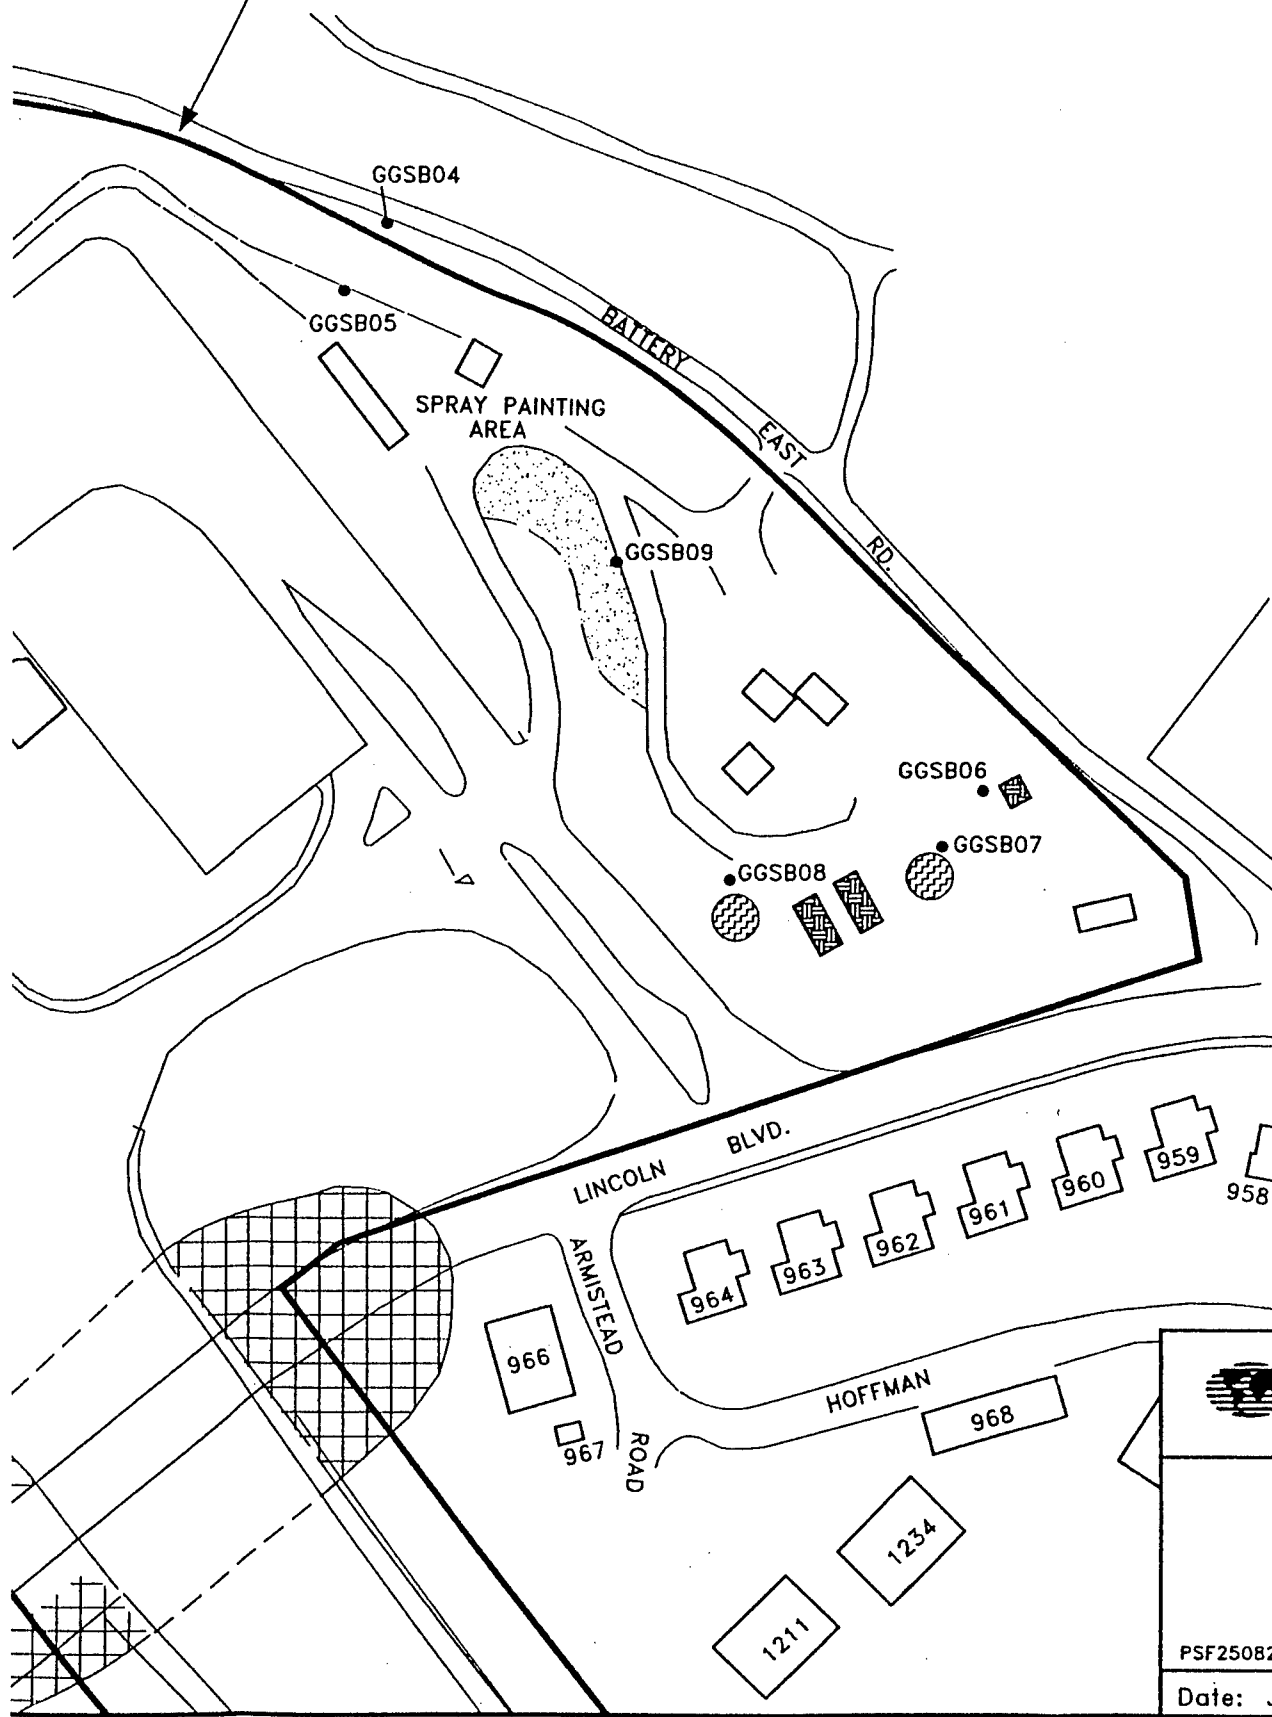 GGSB04
GGSB05
BATTERY
EAST
RD.
SPRAY PAINTING
AREA
GGSB09
GGSB06
GGSB07
GGSB08
LINCOLN BLVD.
959
960
958
961
962
963
964
ARMISTEAD
ROAD
966
967
HOFFMAN
968
1234
1211
PSF25082
Date: